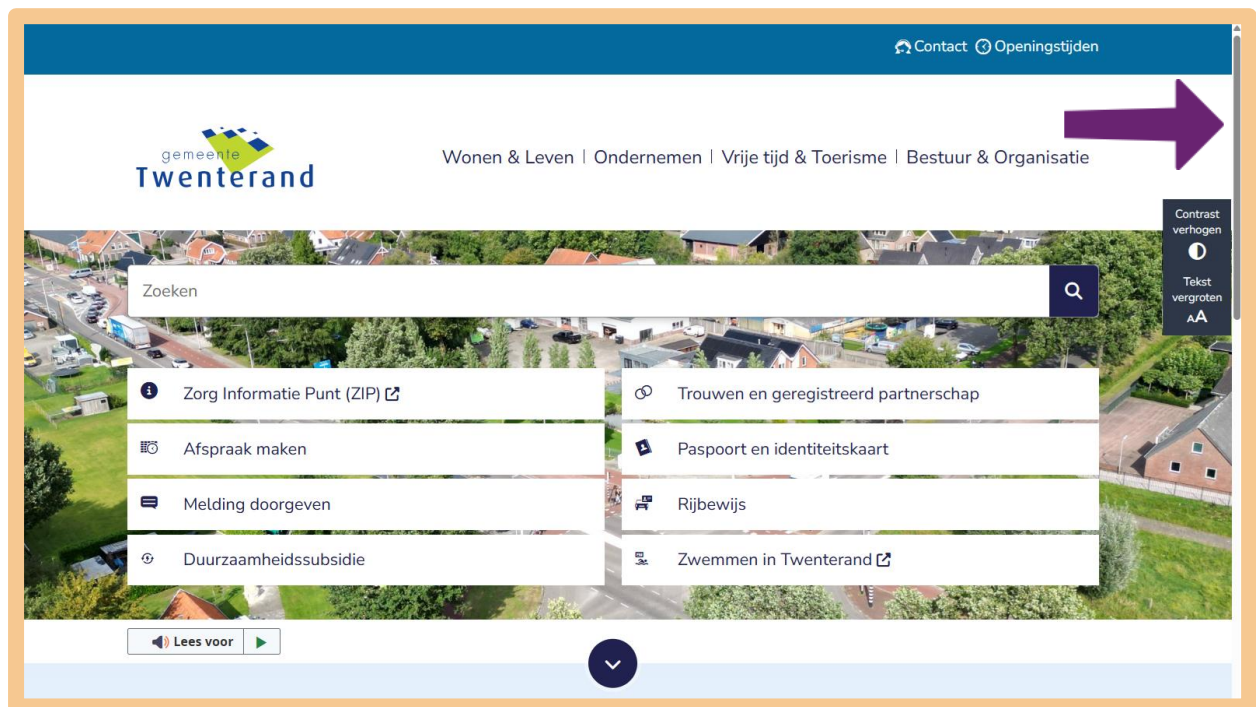 Contact Openingstijden
gemeente
Twenterand
Wonen & Leven | Ondernemen | Vrije tijd & Toerisme | Bestuur & Organisatie
Contrast
verhogen
Tekst
vergroten
AA
Zoeken
Zorg Informatie Punt (ZIP)
Trouwen en geregistreerd partnerschap
Afspraak maken
Paspoort en identiteitskaart
Melding doorgeven
Rijbewijs
Duurzaamheidssubsidie
Zwemmen in Twenterand
Lees voor